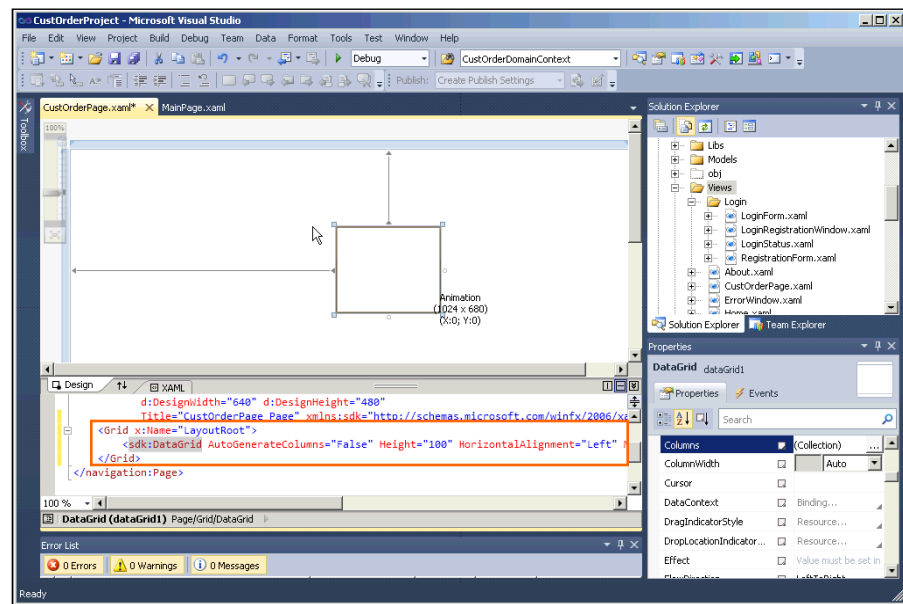 CustOrderProject - Microsoft Visual Studio
File Edit View Project Build Debug Team Data Format Tools Test Window Help
Debug CustOrderDomainContext
Publish: Create Publish Settings
Toolbox
CustOrderPage.xaml* MainPage.xaml
100%
Animation
(1024 x 680)
(X:0; Y:0)
Design XAML
d:DesignWidth="640" d:DesignHeight="480"
Title="CustOrderPage Page" xmlns:sdk="http://schemas.microsoft.com/winfx/2006/xa
<Grid x:Name="LayoutRoot">
<sdk:DataGrid AutoGenerateColumns="False" Height="100" HorizontalAlignment="Left"
</Grid>
</navigation:Page>
100 %
DataGrid (dataGrid1) Page/Grid/DataGrid
Error List
0 Errors 0 Warnings 0 Messages
Solution Explorer
Libs
Models
obj
Views
Login
LoginForm.xaml
LoginRegistrationWindow.xaml
LoginStatus.xaml
RegistrationForm.xaml
About.xaml
CustOrderPage.xaml
ErrorWindow.xaml
Home.xaml
Solution Explorer Team Explorer
Properties
DataGrid dataGrid1
Properties Events
Search
Columns (Collection) ...
ColumnWidth Auto
Cursor
DataContext Binding...
DragIndicatorStyle Resource...
DropLocationIndicator... Resource...
Effect Value must be set in
FlowDirection LeftToRight
Ready